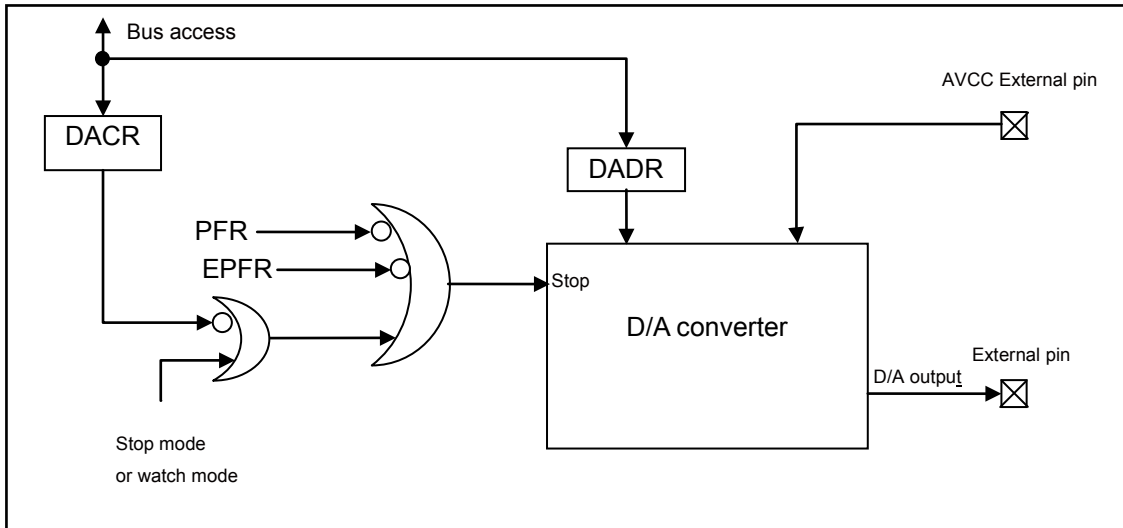 Bus access
AVCC External pin
DACR
DADR
PFR
EPFR
Stop
D/A converter
External pin
D/A output
Stop mode
or watch mode